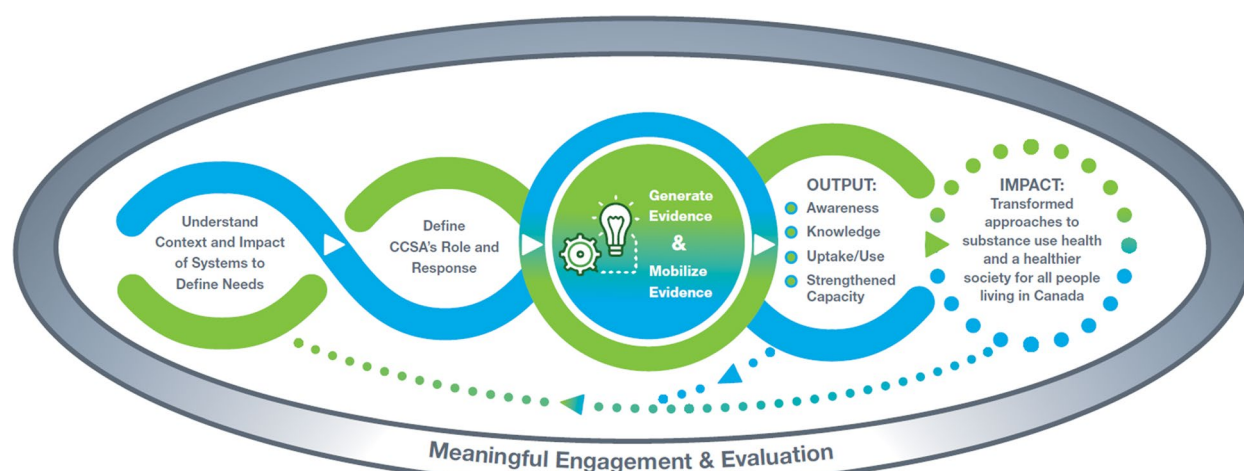 Understand
Context and Impact
of Systems to
Define Needs
Define
CCSA's Role and
Response
Generate
Evidence
&
Mobilize
Evidence
OUTPUT:
Awareness
Knowledge
Uptake/Use
Strengthened
Capacity
IMPACT:
Transformed
approaches to
substance use health
and a healthier
society for all people
living in Canada
Meaningful Engagement & Evaluation